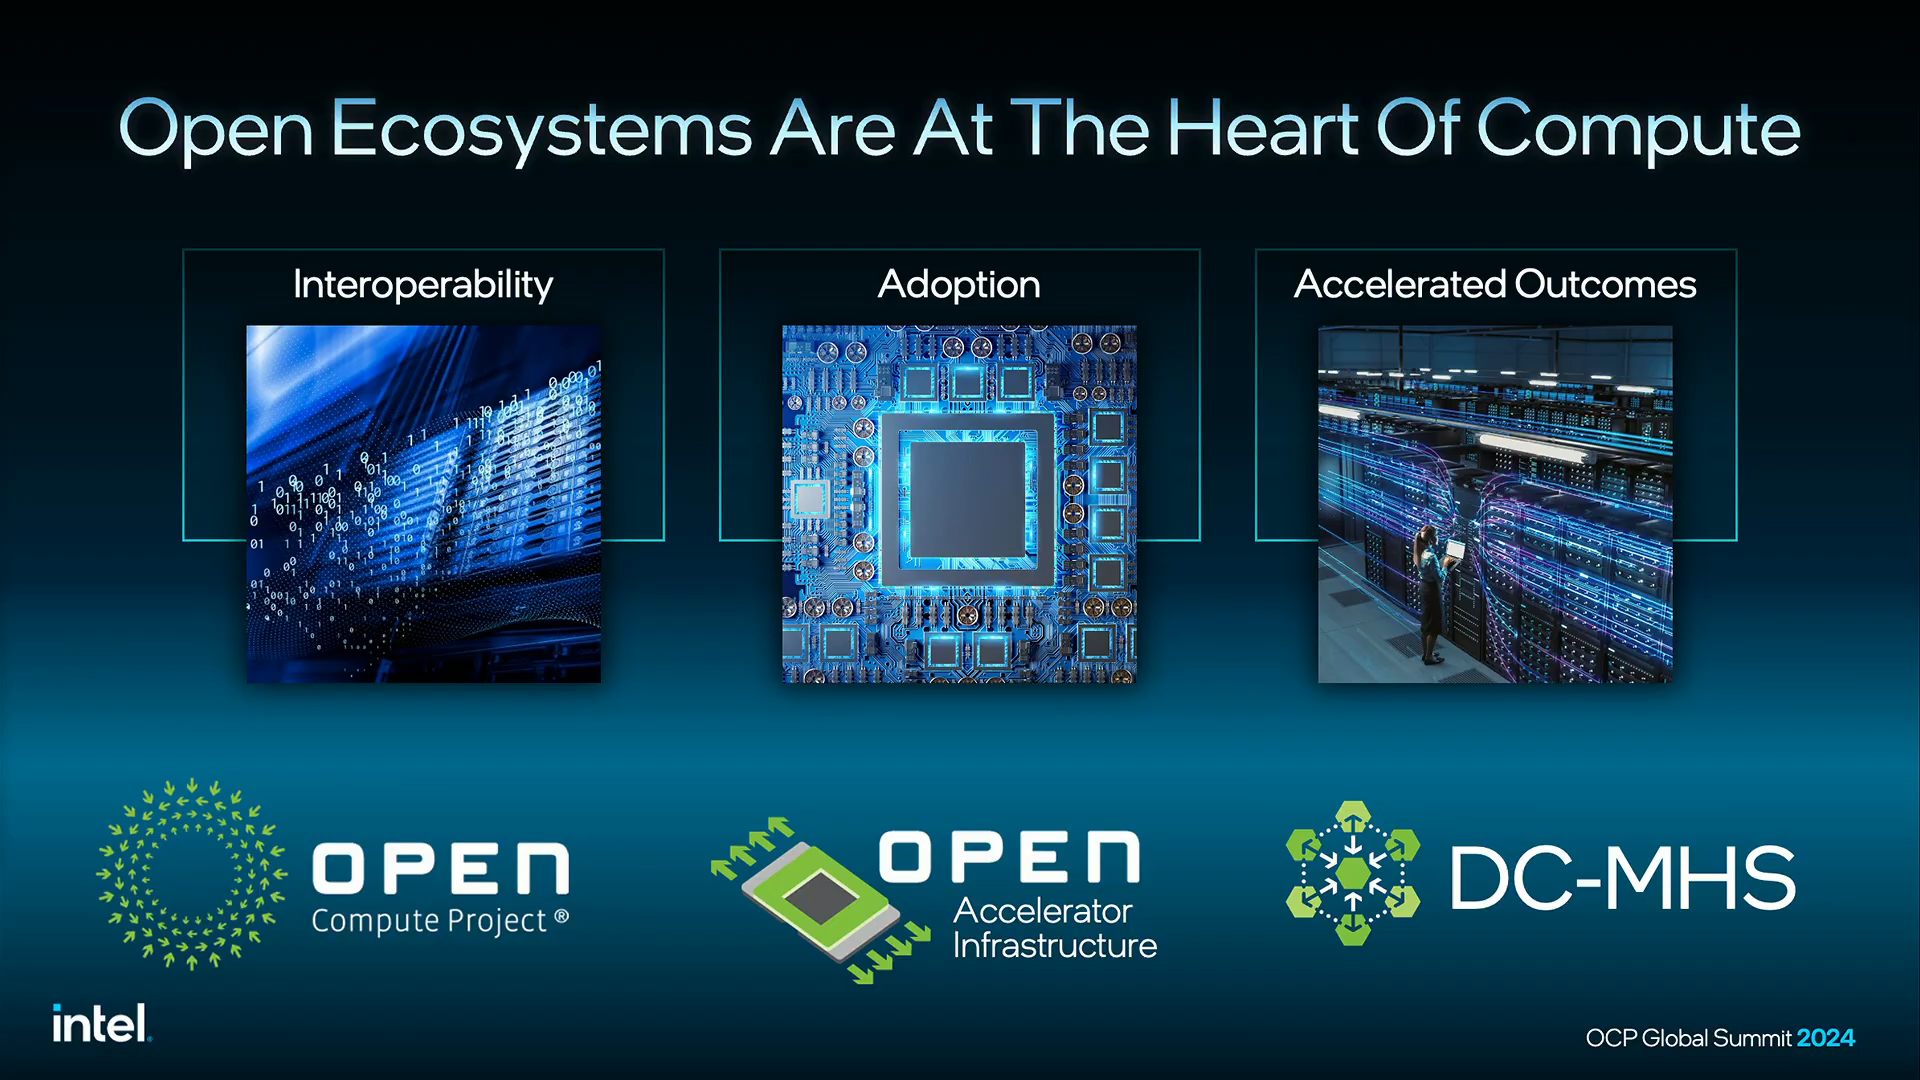 Open Ecosystems Are At The Heart Of Compute
Interoperability
Adoption
Accelerated Outcomes
OPEN
Compute Project ®
OPEN
Accelerator
Infrastructure
DC-MHS
intel.
OCP Global Summit 2024